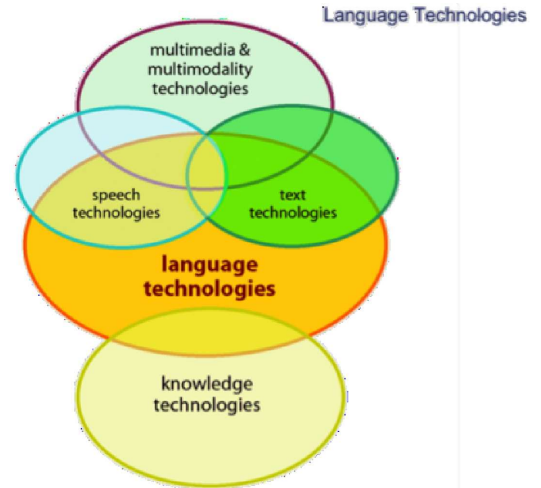 Language Technologies
multimedia &
multimodality
technologies
speech
technologies
text
technologies
language
technologies
knowledge
technologies